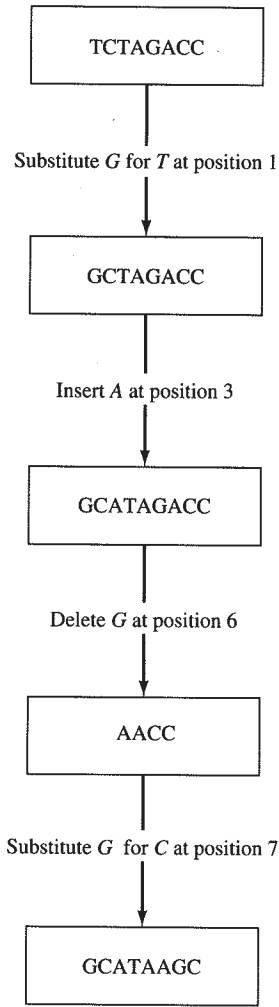 TCTAGACC
Substitute G for T at position 1
GCTAGACC
Insert A at position 3
GCATAGACC
Delete G at position 6
AACC
Substitute G for C at position 7
GCATAAGC